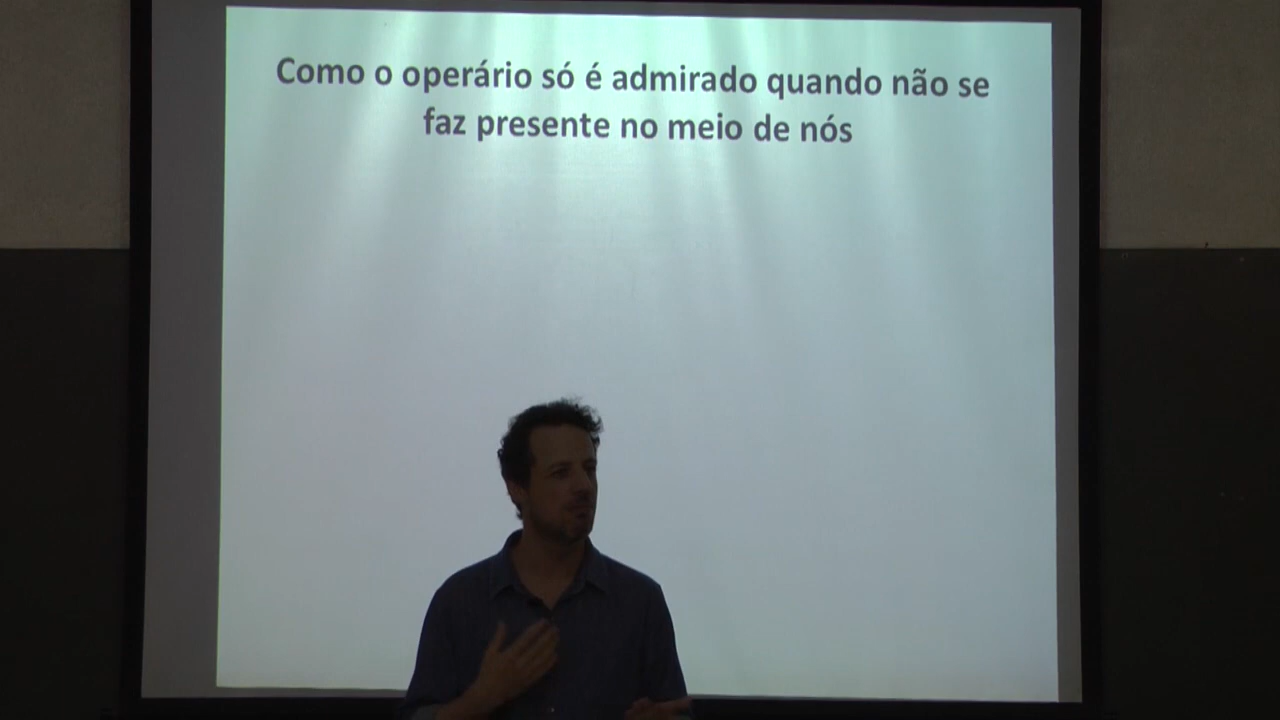 Como o operário só é admirado quando não se
faz presente no meio de nós